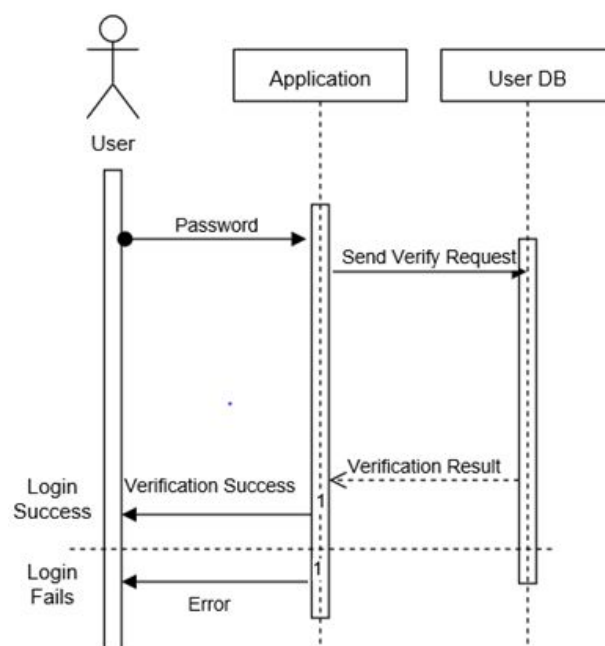 Application
User DB
User
Password
Send Verify Request
Verification Result
Login
Success
Verification Success
1
1
Login
Fails
Error